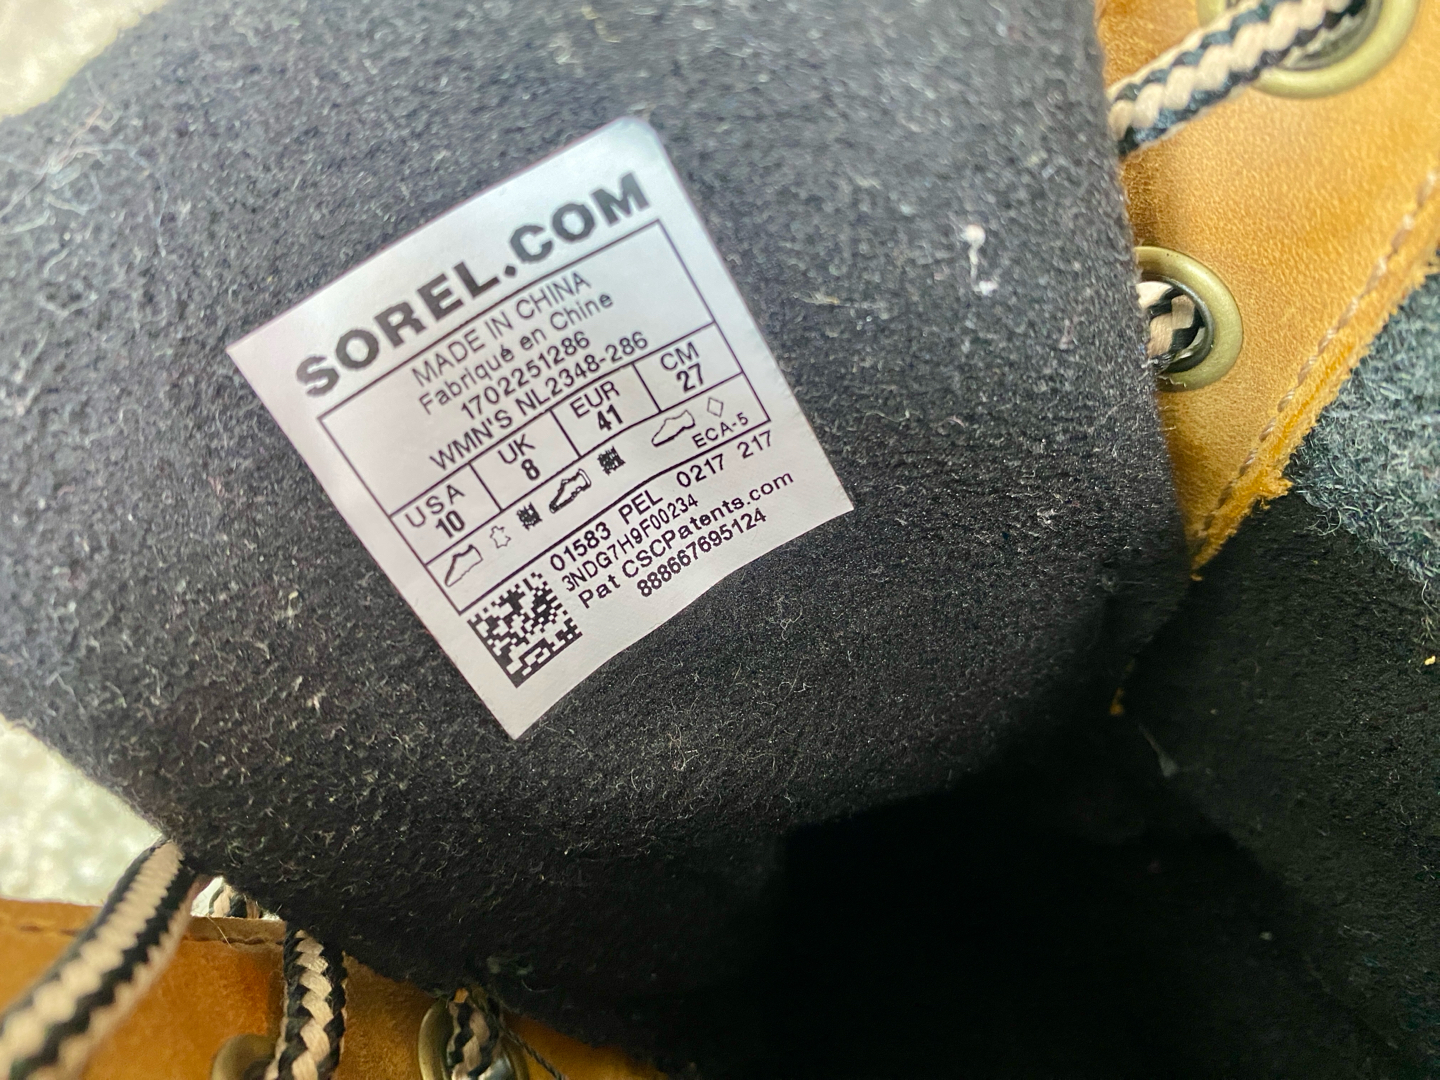 SOREL.COM
MADE IN CHINA
Fabriqué en Chine
1702251286
WMN'S NL2348-286
USA UK EUR CM
10 8 41 27
ECA-5
01583 PEL 0217 217
3NDG7H9F00234
Pat CSCPatents.com
888667695124